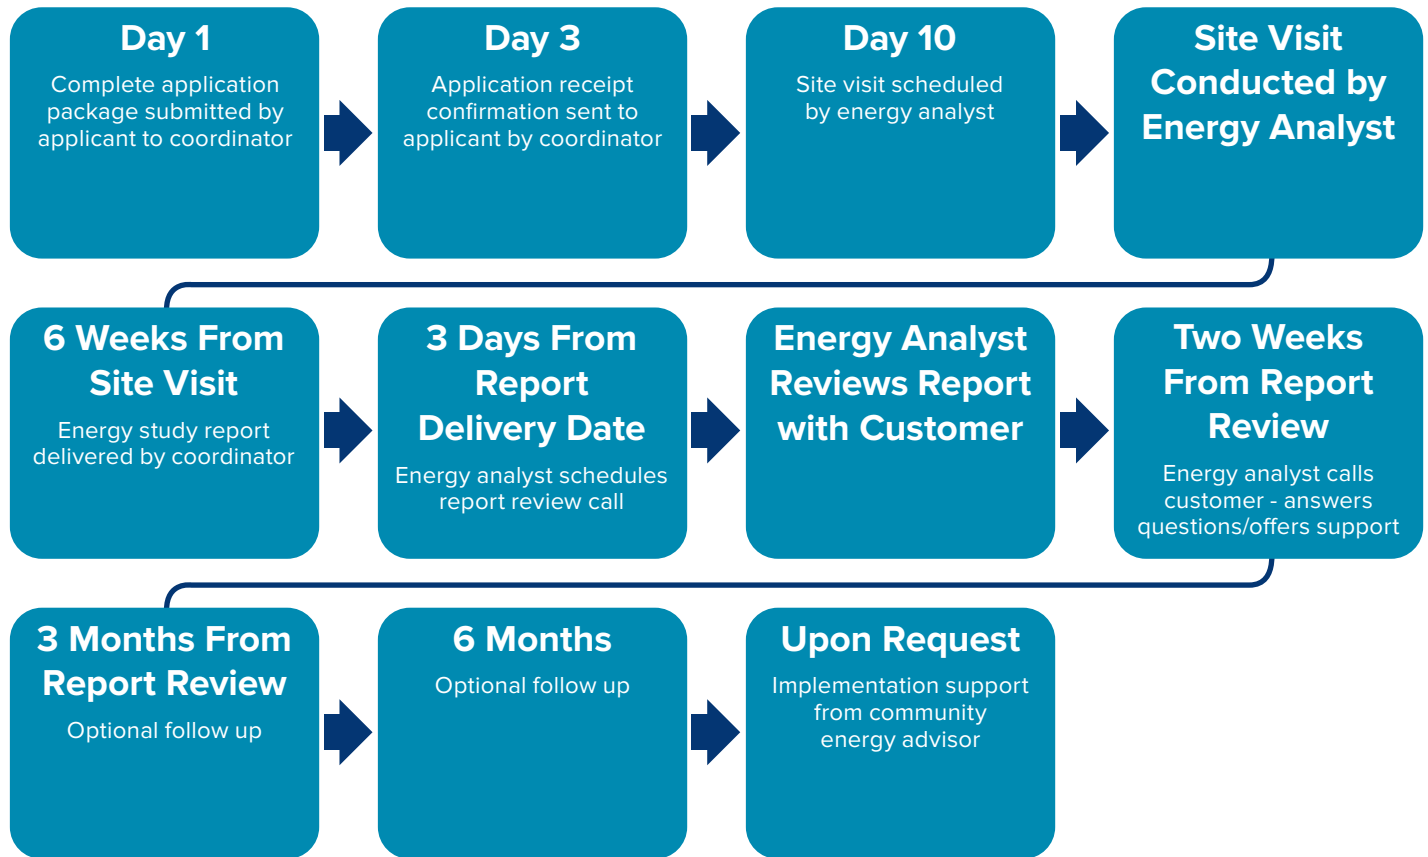 Day 1
Complete application
package submitted by
applicant to coordinator
Day 3
Application receipt
confirmation sent to
applicant by coordinator
Day 10
Site visit scheduled
by energy analyst
Site Visit
Conducted by
Energy Analyst
6 Weeks From
Site Visit
Energy study report
delivered by coordinator
3 Days From
Report
Delivery Date
Energy analyst schedules
report review call
Energy Analyst
Reviews Report
with Customer
Two Weeks
From Report
Review
Energy analyst calls
customer - answers
questions/offers support
3 Months From
Report Review
Optional follow up
6 Months
Optional follow up
Upon Request
Implementation support
from community
energy advisor